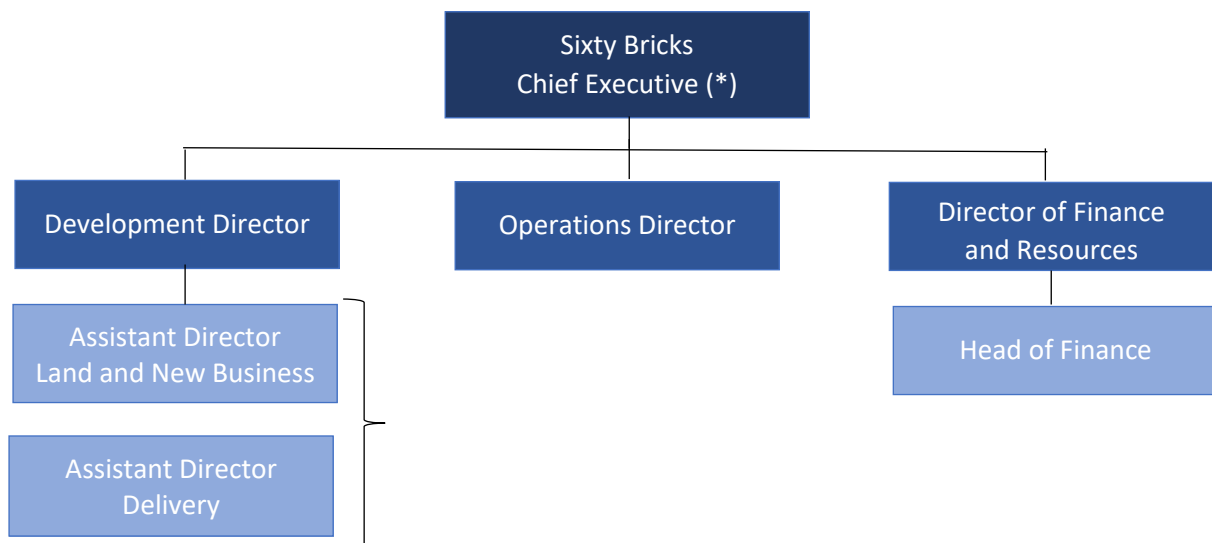 Sixty Bricks
Chief Executive (*)
Development Director
Operations Director
Director of Finance
and Resources
Assistant Director
Land and New Business
Head of Finance
Assistant Director
Delivery